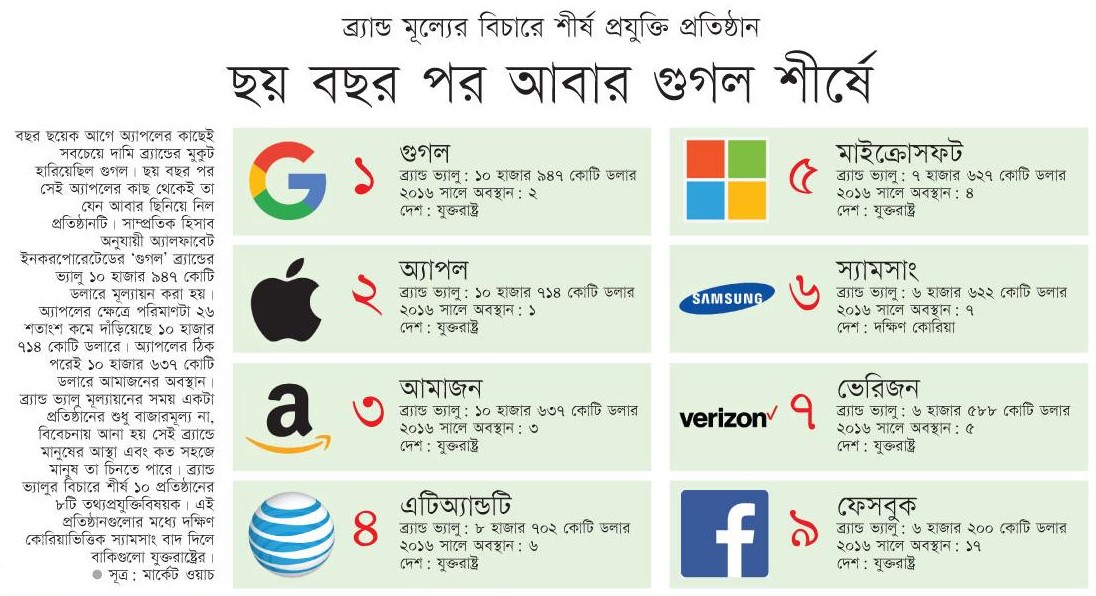 ব্র্যান্ড মূল্যের বিচারে শীর্ষ প্রযুক্তি প্রতিষ্ঠান
ছয় বছর পর আবার গুগল শীর্ষে
বছর ছয়েক আগে অ্যাপলের কাছেই
সবচেয়ে দামি ব্র্যান্ডের মুকুট
হারিয়েছিল গুগল। ছয় বছর পর
সেই অ্যাপলের কাছ থেকেই তা
যেন আবার ছিনিয়ে নিল
প্রতিষ্ঠানটি। সাম্প্রতিক হিসাব
অনুযায়ী অ্যালফাবেট
ইনকরপোরেটেডের ‘গুগল’ ব্র্যান্ডের
ভ্যালু ১০ হাজার ৯৪৭ কোটি
ডলারে মূল্যায়ন করা হয়।
অ্যাপলের ক্ষেত্রে পরিমাণটা ২৬
শতাংশ কমে দাঁড়িয়েছে ১০ হাজার
৭১৪ কোটি ডলারে। অ্যাপলের ঠিক
পরেই ১০ হাজার ৬৩৭ কোটি
ডলারে আমাজনের অবস্থান।
ব্র্যান্ড ভ্যালু মূল্যায়নের সময় একটা
প্রতিষ্ঠানের শুধু বাজারমূল্য না,
বিবেচনায় আনা হয় সেই ব্র্যান্ডে
মানুষের আস্থা এবং কত সহজে
মানুষ তা চিনতে পারে। ব্র্যান্ড
ভ্যালুর বিচারে শীর্ষ ১০ প্রতিষ্ঠানের
৮টি তথ্যপ্রযুক্তিবিষয়ক। এই
প্রতিষ্ঠানগুলোর মধ্যে দক্ষিণ
কোরিয়াভিত্তিক স্যামসাং বাদ দিলে
বাকিগুলো যুক্তরাষ্ট্রের।
● সূত্র : মার্কেট ওয়াচ
১
গুগল
ব্র্যান্ড ভ্যালু : ১০ হাজার ৯৪৭ কোটি ডলার
২০১৬ সালে অবস্থান : ২
দেশ : যুক্তরাষ্ট্র
২
অ্যাপল
ব্র্যান্ড ভ্যালু : ১০ হাজার ৭১৪ কোটি ডলার
২০১৬ সালে অবস্থান : ১
দেশ : যুক্তরাষ্ট্র
a
৩
আমাজন
ব্র্যান্ড ভ্যালু : ১০ হাজার ৬৩৭ কোটি ডলার
২০১৬ সালে অবস্থান : ৩
দেশ : যুক্তরাষ্ট্র
৪
এটিঅ্যান্ডটি
ব্র্যান্ড ভ্যালু : ৮ হাজার ৭০২ কোটি ডলার
২০১৬ সালে অবস্থান : ৬
দেশ : যুক্তরাষ্ট্র
৫
মাইক্রোসফট
ব্র্যান্ড ভ্যালু : ৭ হাজার ৬২৭ কোটি ডলার
২০১৬ সালে অবস্থান : ৪
দেশ : যুক্তরাষ্ট্র
SAMSUNG
৬
স্যামসাং
ব্র্যান্ড ভ্যালু : ৬ হাজার ৬২২ কোটি ডলার
২০১৬ সালে অবস্থান : ৭
দেশ : দক্ষিণ কোরিয়া
verizon
৭
ভেরিজন
ব্র্যান্ড ভ্যালু : ৬ হাজার ৫৮৮ কোটি ডলার
২০১৬ সালে অবস্থান : ৫
দেশ : যুক্তরাষ্ট্র
f
৯
ফেসবুক
ব্র্যান্ড ভ্যালু : ৬ হাজার ২০০ কোটি ডলার
২০১৬ সালে অবস্থান : ১৭
দেশ : যুক্তরাষ্ট্র